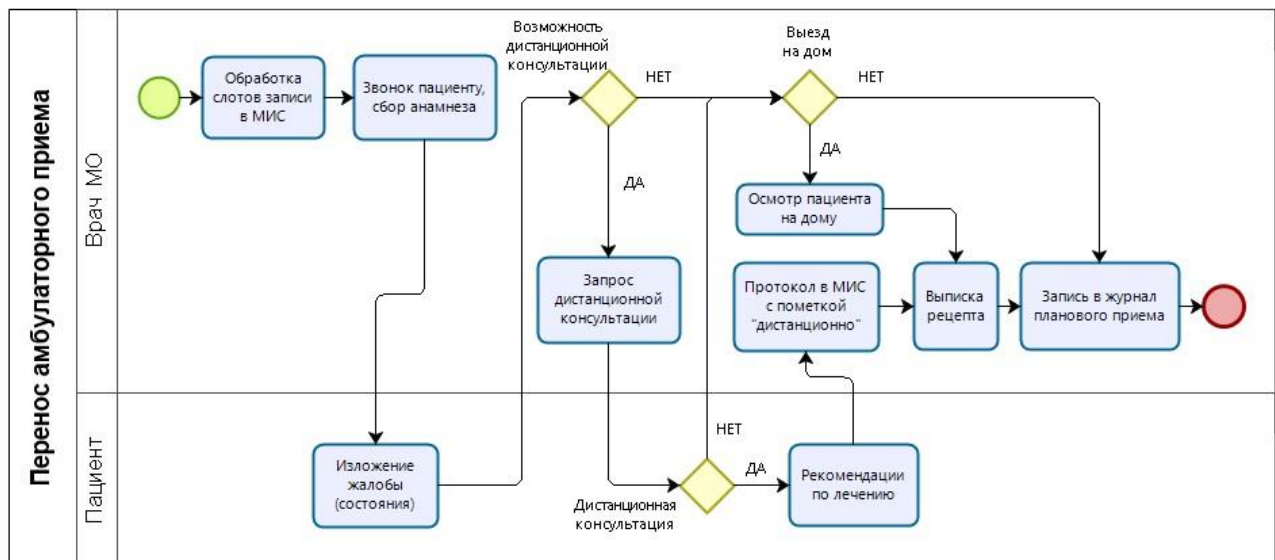 Перенос амбулаторного приема
Врач МО
Пациент
Обработка
слотов записи
в МИС
Звонок пациенту,
сбор анамнеза
Возможность
дистанционной
консультации
НЕТ
ДА
Выезд
на дом
НЕТ
ДА
Осмотр пациента
на дому
Запрос
дистанционной
консультации
Протокол в МИС
с пометкой
"дистанционно"
Выписка
рецепта
Запись в журнал
планового приема
Изложение
жалобы
(состояния)
НЕТ
ДА
Дистанционная
консультация
Рекомендации
по лечению